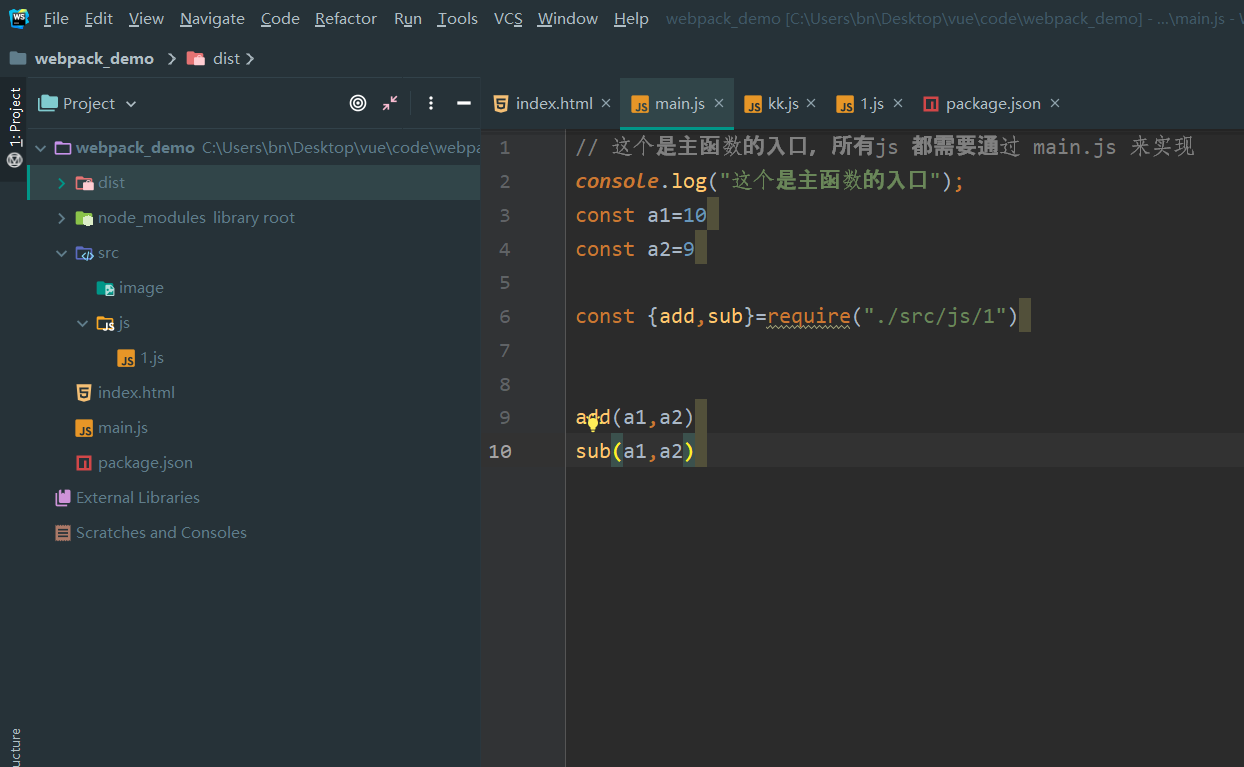 WS File Edit View Navigate Code Refactor Run Tools VCS Window Help webpack_demo [C:\Users\bn\Desktop\vue\code\webpack_demo] - ...\main.js -
webpack_demo dist
1: Project
Project
index.html main.js kk.js 1.js package.json
webpack_demo C:\Users\bn\Desktop\vue\code\webpa
dist
node_modules library root
src
image
js
1.js
index.html
main.js
package.json
External Libraries
Scratches and Consoles
ucture
1 // 这个是主函数的入口, 所有js 都需要通过 main.js 来实现
2 console.log("这个是主函数的入口");
3 const a1=10
4 const a2=9
5
6 const {add,sub}=require("./src/js/1")
7
8
9 add(a1,a2)
10 sub(a1,a2)